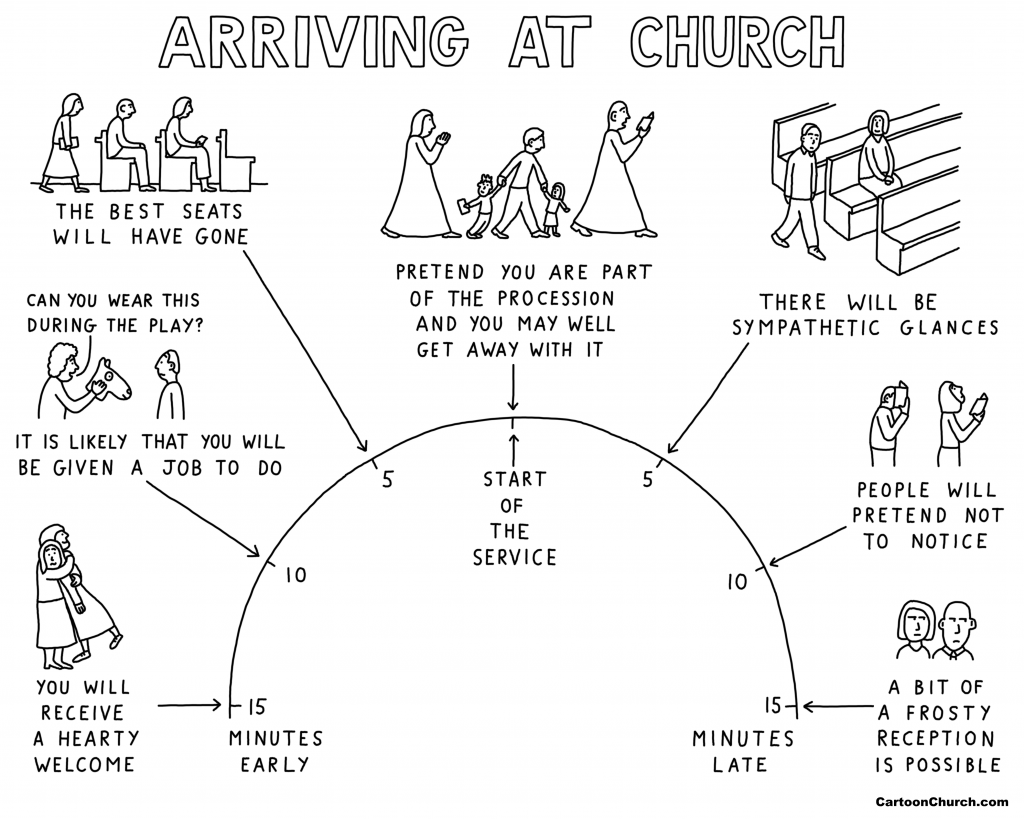 ARRIVING AT CHURCH
THE BEST SEATS
WILL HAVE GONE
PRETEND YOU ARE PART
OF THE PROCESSION
AND YOU MAY WELL
GET AWAY WITH IT
THERE WILL BE
SYMPATHETIC GLANCES
CAN YOU WEAR THIS
DURING THE PLAY?
IT IS LIKELY THAT YOU WILL
BE GIVEN A JOB TO DO
PEOPLE WILL
PRETEND NOT
TO NOTICE
YOU WILL
RECEIVE
A HEARTY
WELCOME
A BIT OF
A FROSTY
RECEPTION
IS POSSIBLE
START
OF
THE
SERVICE
5
10
15
MINUTES
EARLY
5
10
15
MINUTES
LATE
CartoonChurch.com